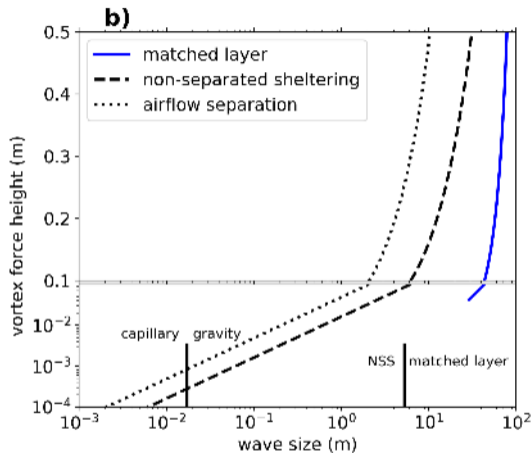 b)
0.5
matched layer
non-separated sheltering
airflow separation
0.4
0.3
0.2
0.1
10⁻²
10⁻³
10⁻⁴
vortex force height (m)
capillary gravity
NSS matched layer
10⁻³ 10⁻² 10⁻¹ 10⁰ 10¹ 10²
wave size (m)